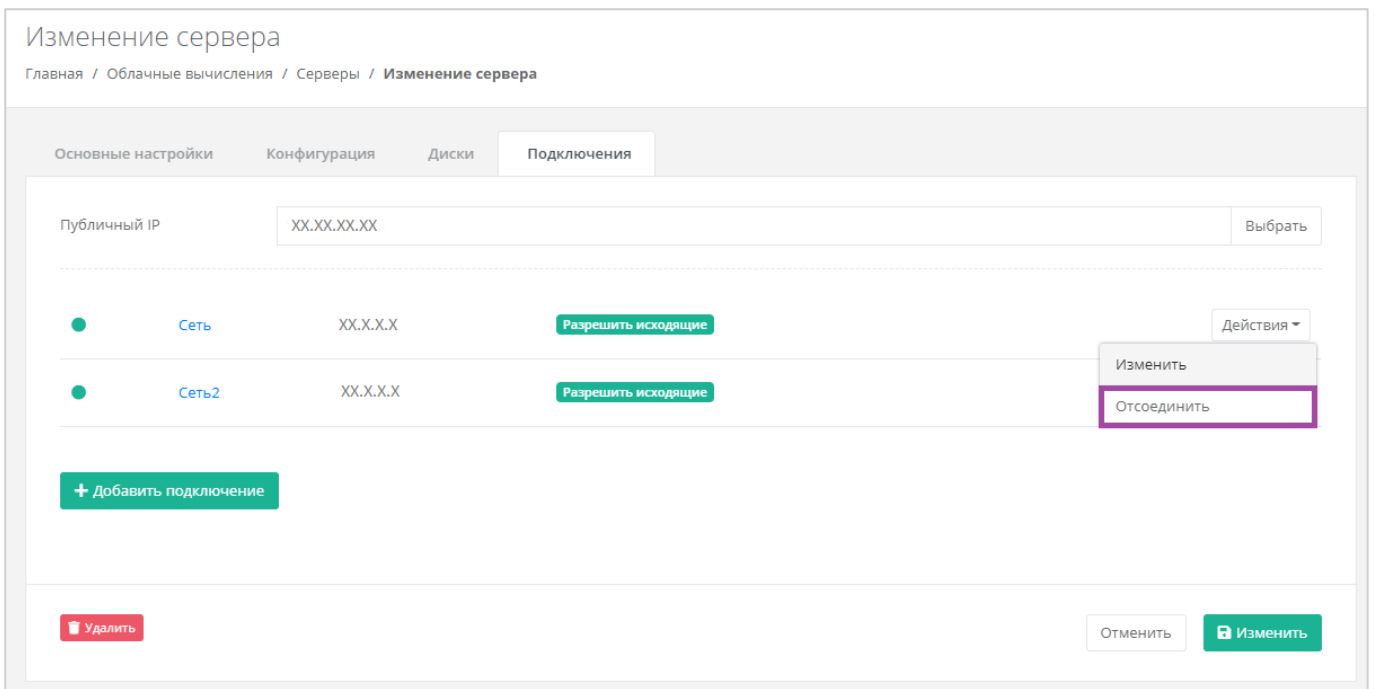 Изменение сервера
Главная / Облачные вычисления / Серверы / Изменение сервера
Основные настройки Конфигурация Диски Подключения
Публичный IP XX.XX.XX.XX Выбрать
Сеть XX.X.X.X Разрешить исходящие Действия
Изменить
Сеть2 XX.X.X.X Разрешить исходящие
Отсоединить
+ Добавить подключение
Удалить Отменить Изменить